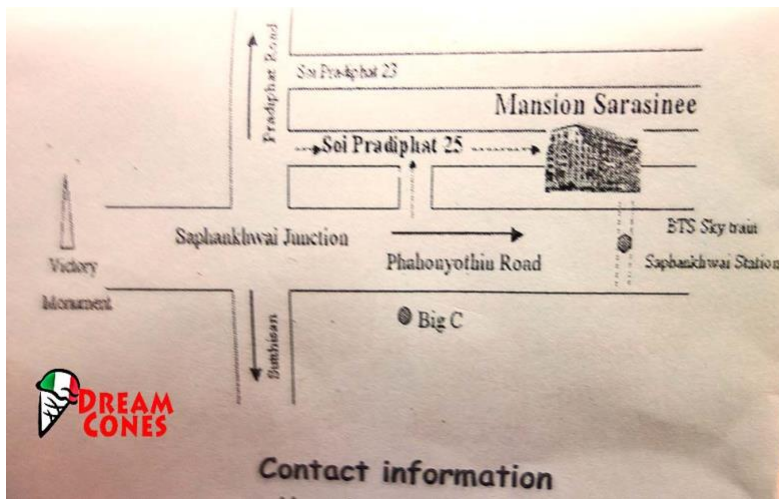 Pradiphat Road
Soi Pradiphat 23
Mansion Sarasinee
Soi Pradiphat 25
Saphankhwai Junction
BTS Sky train
Victory
Monument
Phahonyothin Road
Saphankhwai Station
Big C
Sutthisan
DREAM
CONES
Contact information